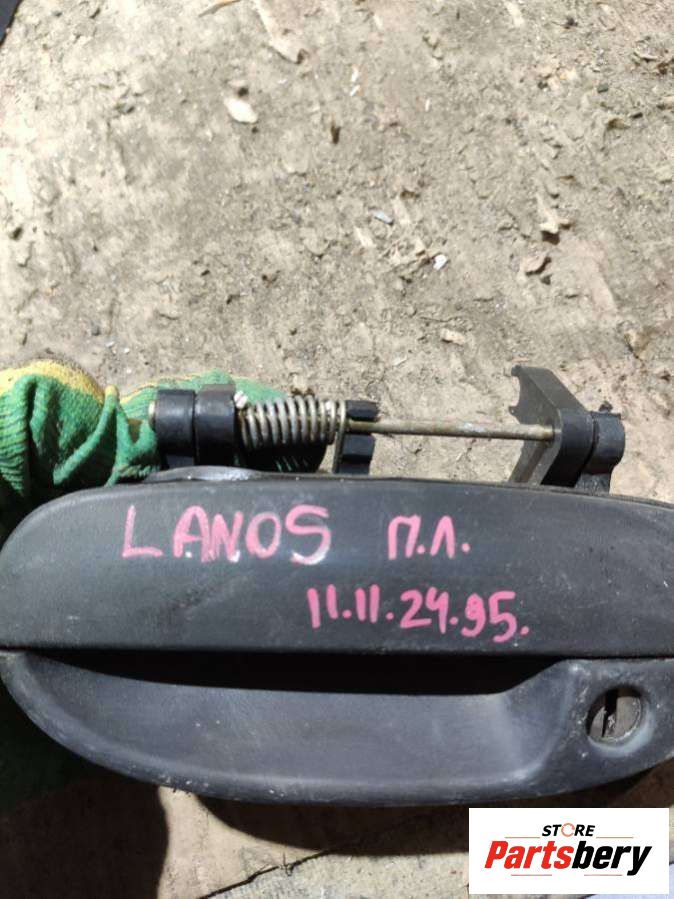 LANOS П.Л.
11.11.24.95.
STORE
Partsbery